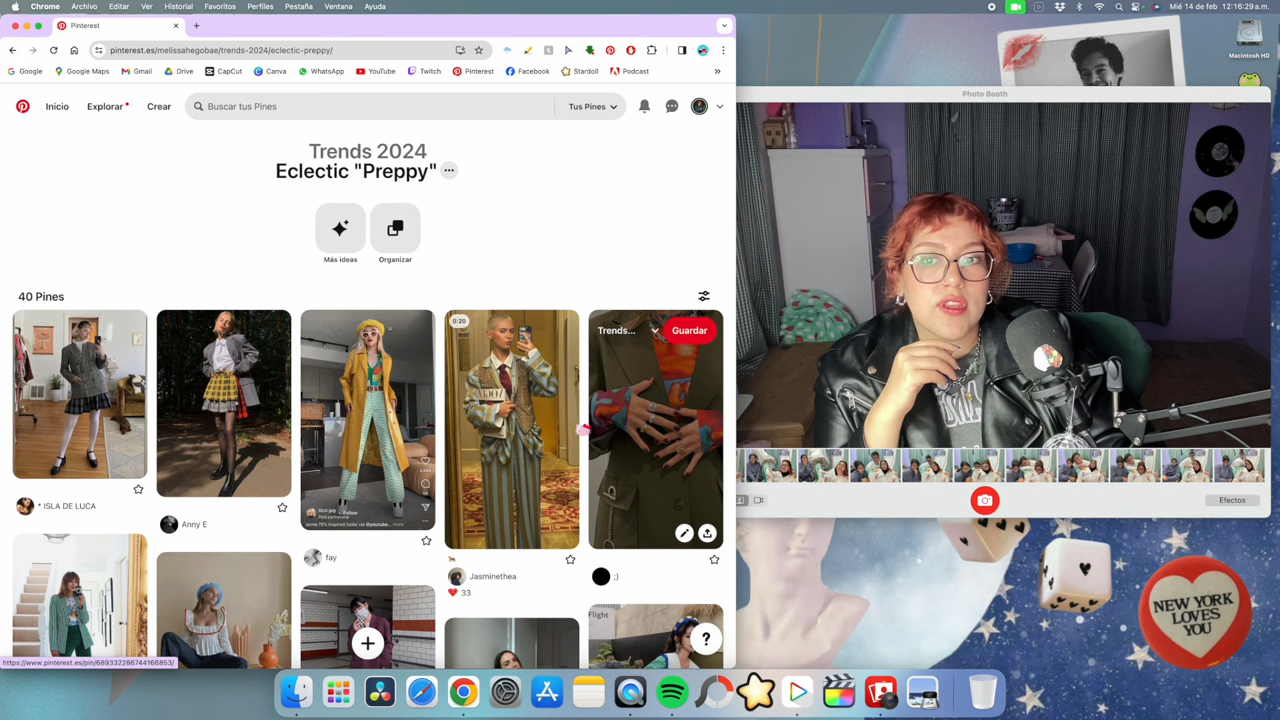 Chrome Archivo Editar Ver Historial Favoritos Perfiles Pestaña Ventana Ayuda
Mié 14 de feb 12:16:29 a.m.
Pinterest
pinterest.es/melissahegobae/trends-2024/eclectic-preppy/
Google Google Maps Gmail Drive CapCut Canva WhatsApp YouTube Twitch Pinterest Facebook Stardoll Podcast
Macintosh HD
Photo Booth
Inicio Explorar Crear Buscar tus Pines Tus Pines
Trends 2024
Eclectic "Preppy"
Más ideas Organizar
40 Pines
0:20
Trends... Guardar
Follow
Efectos
* ISLA DE LUCA
Anny E
fay
Jasminethea
33
;)
Flight
NEW YORK
LOVES
YOU
https://www.pinterest.es/pin/689332286744166853/